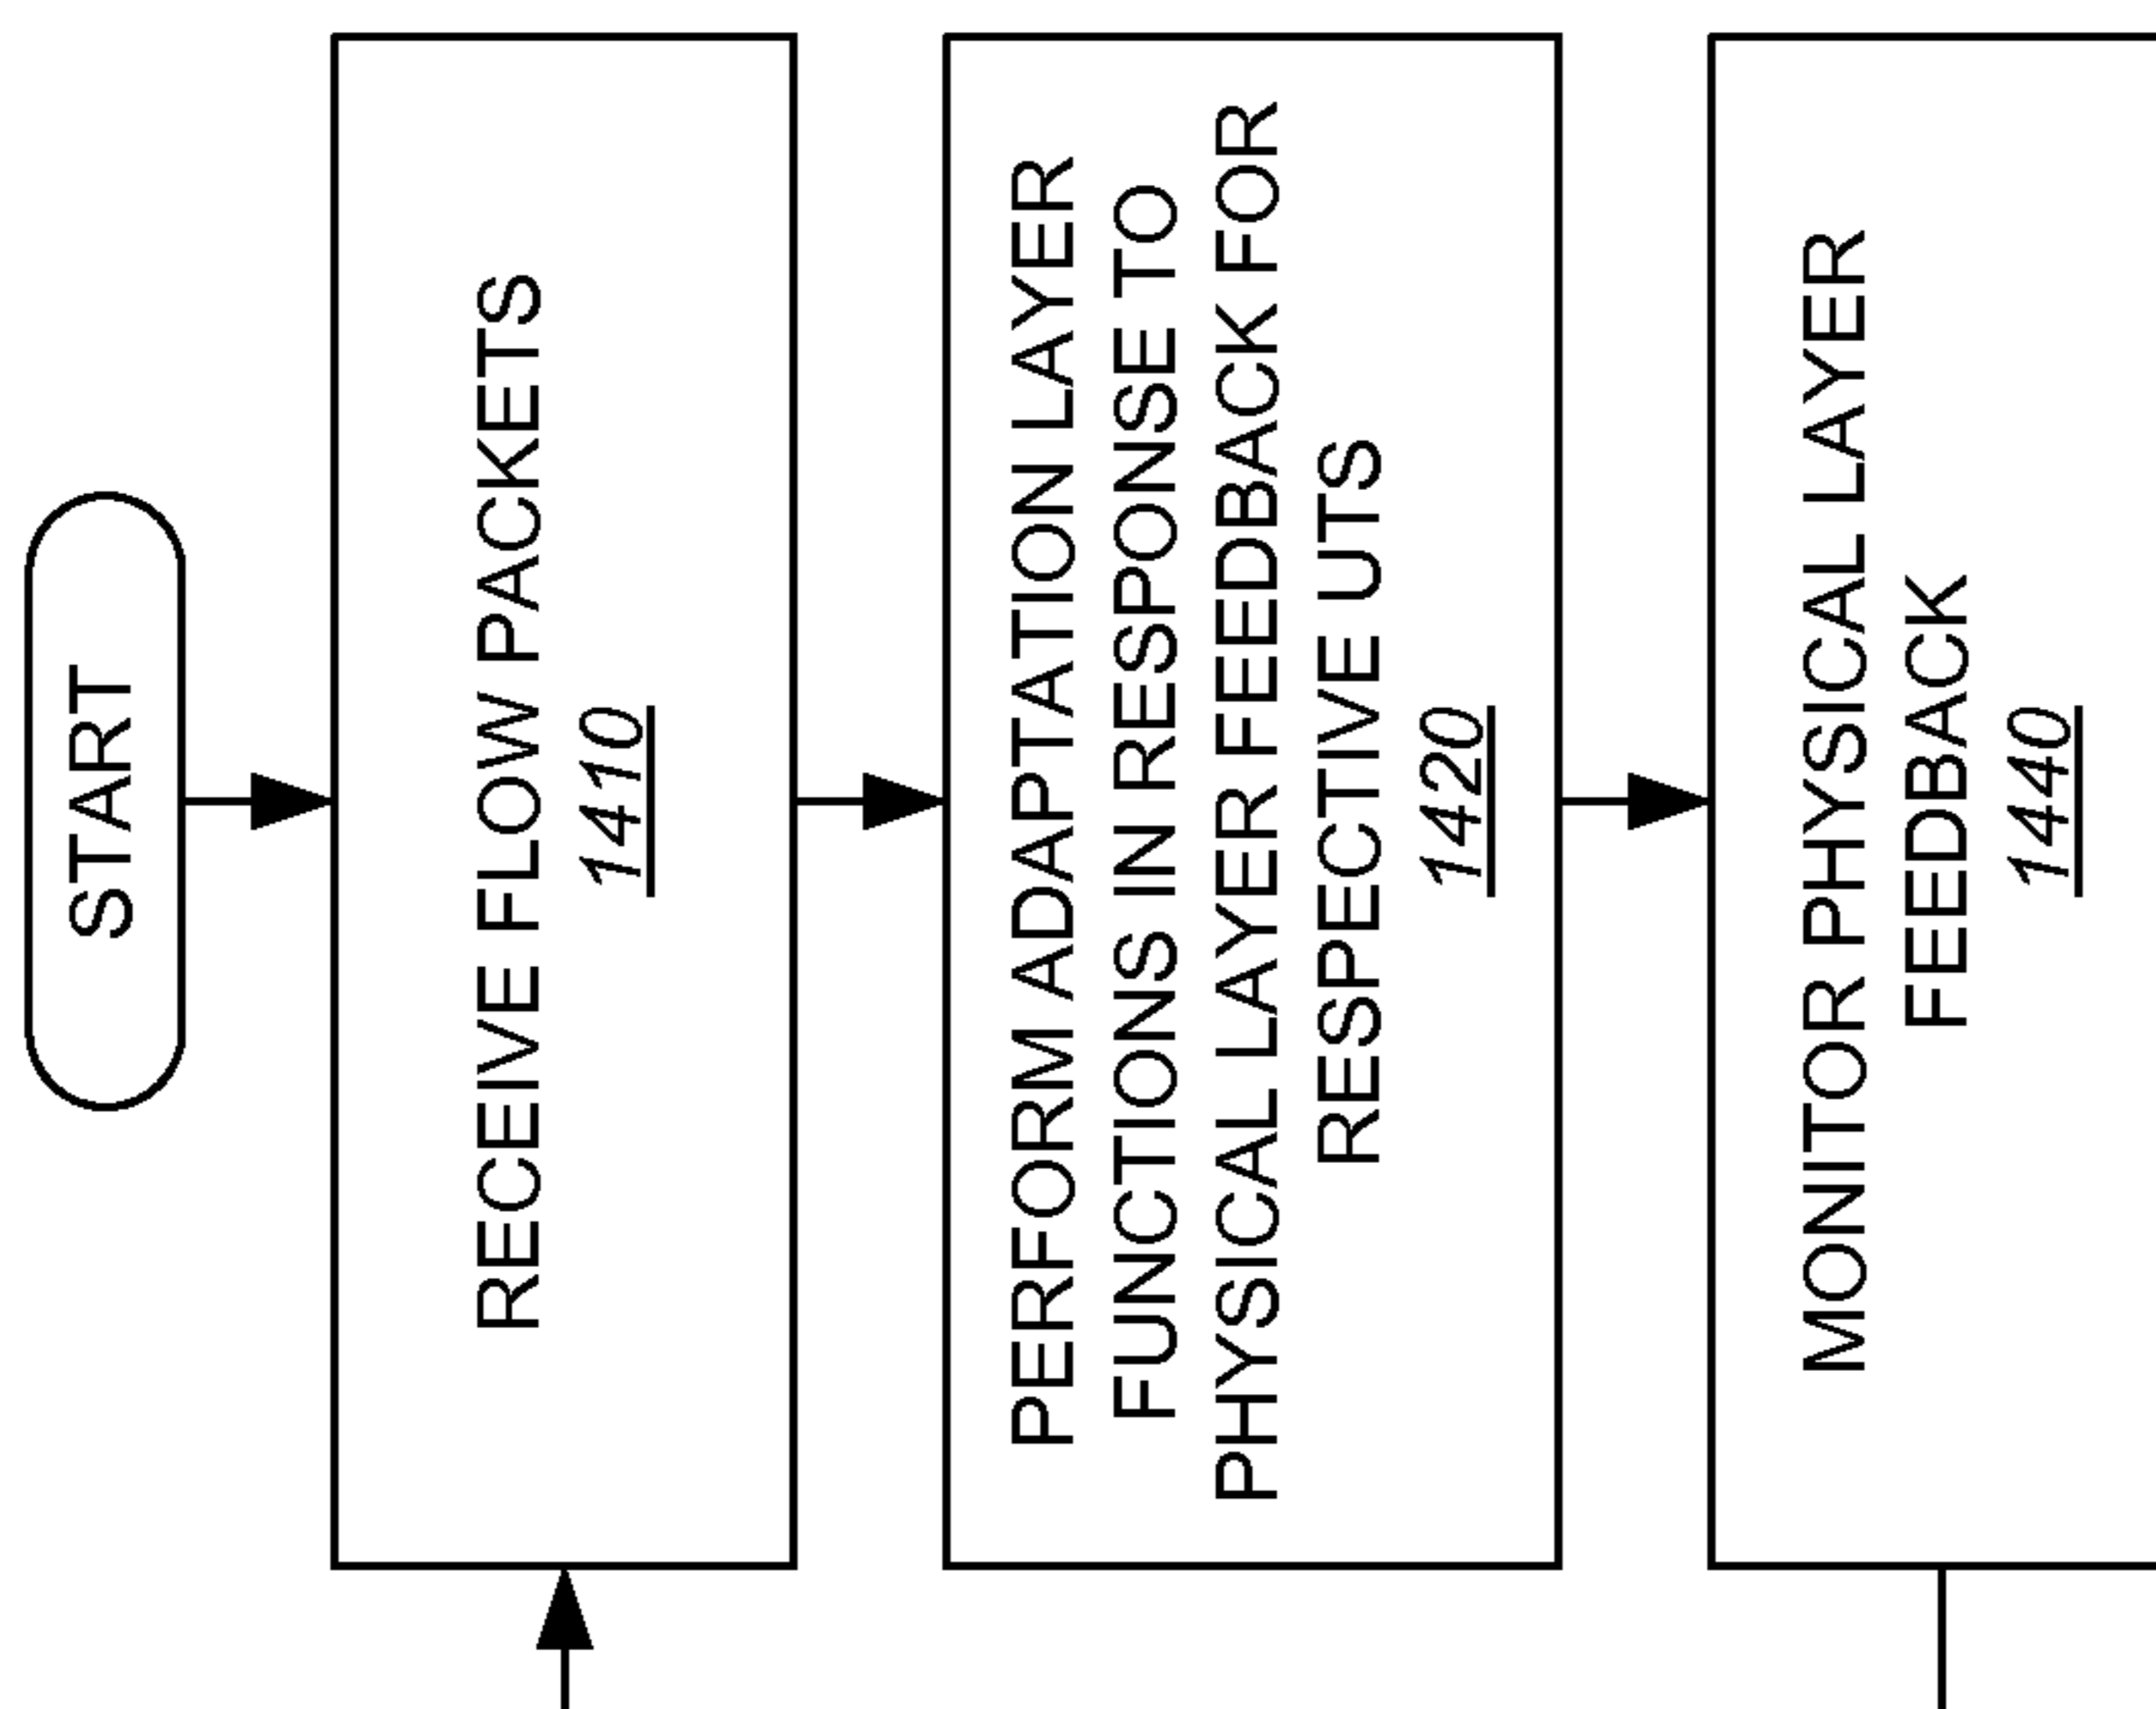 START
RECEIVE FLOW PACKETS
1410
PERFORM ADAPTATION LAYER
FUNCTIONS IN RESPONSE TO
PHYSICAL LAYER FEEDBACK FOR
RESPECTIVE UTS
1420
MONITOR PHYSICAL LAYER
FEEDBACK
1440